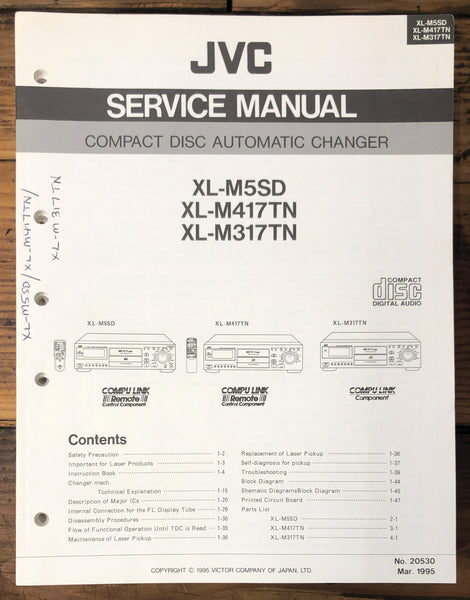 XL-M5SD
XL-M417TN
XL-M317TN
JVC
SERVICE MANUAL
COMPACT DISC AUTOMATIC CHANGER
XL-M5SD
XL-M417TN
XL-M317TN
XL-M5SD/XL-M417TN/
XL-M317TN
COMPACT
disc
DIGITAL AUDIO
XL-M5SD
XL-M417TN
XL-M317TN
COMPU LINK
Remote
Control Component
COMPU LINK
Remote
Control Component
COMPU LINK
Component
Contents
Safety Precaution 1-2
Important for Laser Products 1-3
Instruction Book 1-4
Changer mech.
Technical Explanation 1-15
Description of Major ICs 1-20
Internal Connection for the FL Display Tube 1-29
Disassembly Procedures 1-30
Flow of Functional Operation Until TOC is Read 1-35
Maintenance of Laser Pickup 1-36
Replacement of Laser Pickup 1-36
Self-diagnosis for pickup 1-37
Troubleshooting 1-39
Block Diagram 1-44
Shematic DiagramsBlock Diagram 1-45
Printed Circuit Board 1-47
Parts List
XL-M5SD 2-1
XL-M417TN 3-1
XL-M317TN 4-1
COPYRIGHT © 1995 VICTOR COMPANY OF JAPAN, LTD.
No. 20530
Mar. 1995